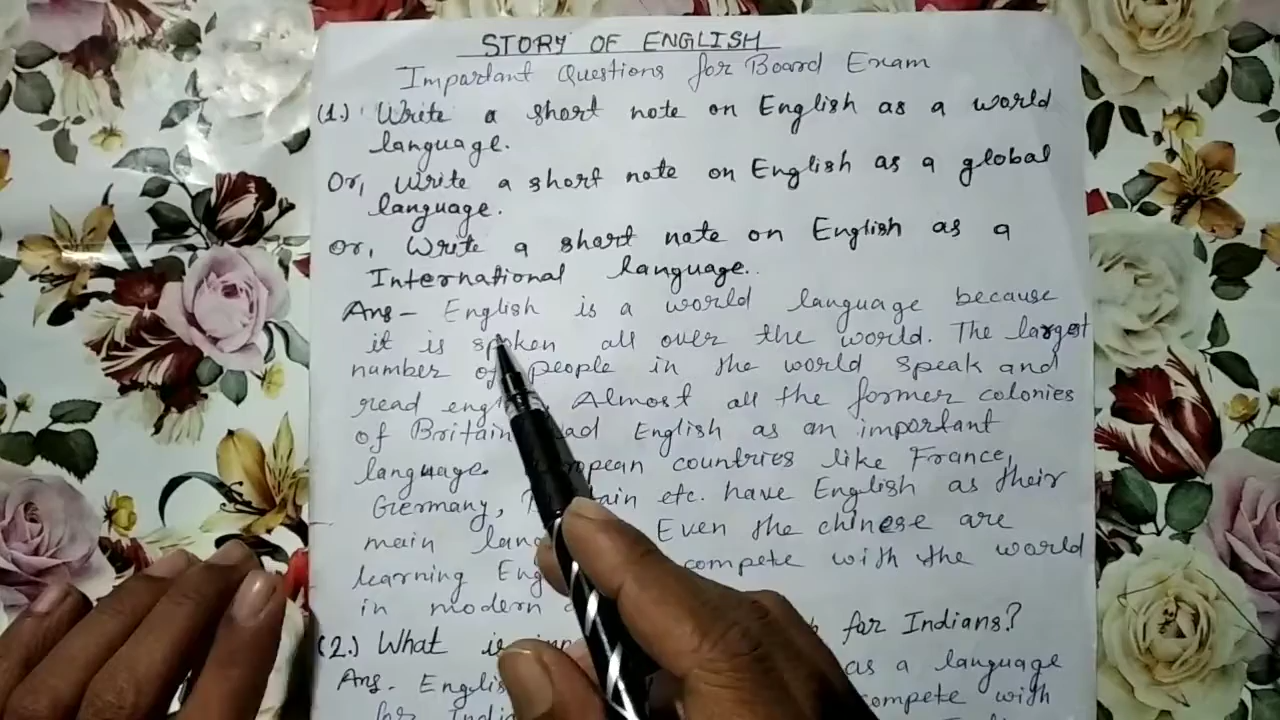 STORY OF ENGLISH
Impartant Questions for Board Exam
(1.) Write a short note on English as a world
language.
Or, Write a short note on English as a global
language.
Or, Write a short note on English as a
International language..
Ans - English is a world language because
it is spoken all over the world. The largest
number of people in the world speak and
read eng
Almost all the former colonies
of Britain
English as an important
language.
countries like France,
Germany,
etc. have English as their
main
Even the chinese are
learning
compete with the world
in modern
(2.) What is
for Indians?
Ans. Englis
as a language
for
compete with